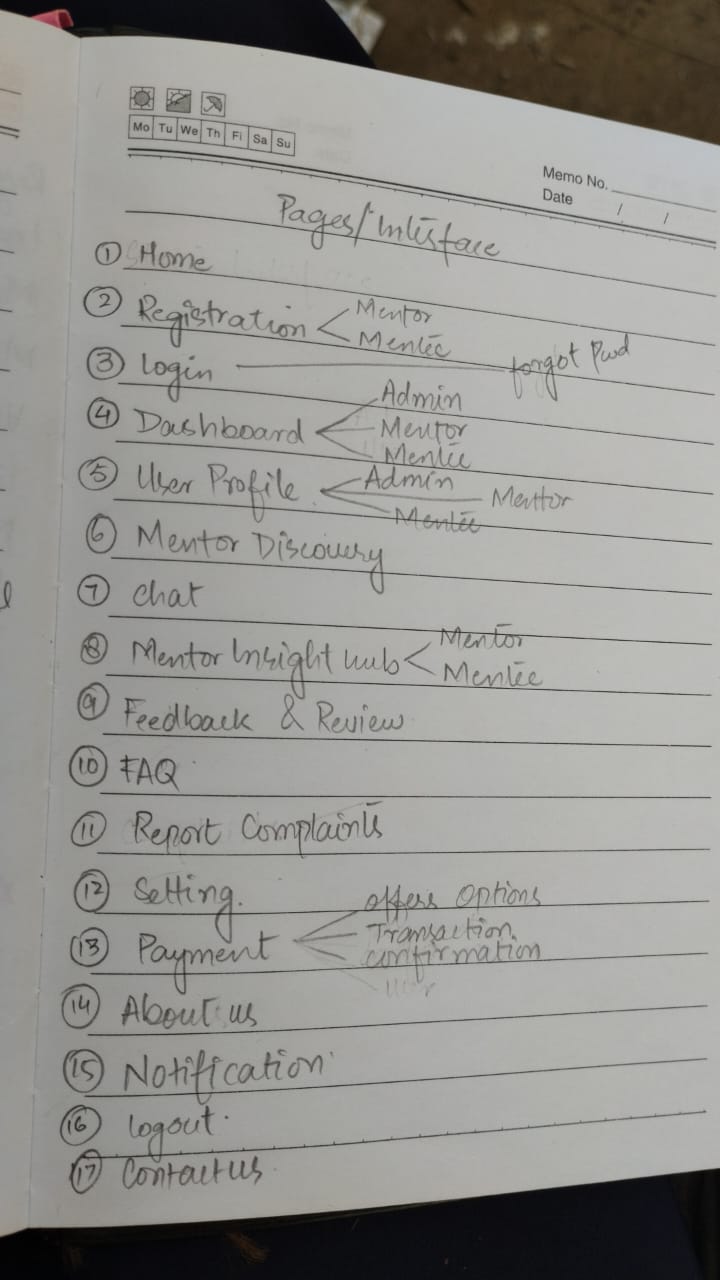 Mo Tu We Th Fi Sa Su
Memo No.
Date / /
Pages/Interface
1 Home
2 Registration Mentor
Mentee
3 Login forgot Pwd
4 Dashboard Admin
Mentor
Mentee
5 User Profile Admin
Mentor
Mentee
6 Mentor Discovery
7 chat
8 Mentor Insight hub Mentor
Mentee
9 Feedback & Review
10 FAQ
11 Report Complaints
12 Setting.
13 Payment offers Options
Transaction
confirmation
14 About us
15 Notification
16 logout.
17 Contact us